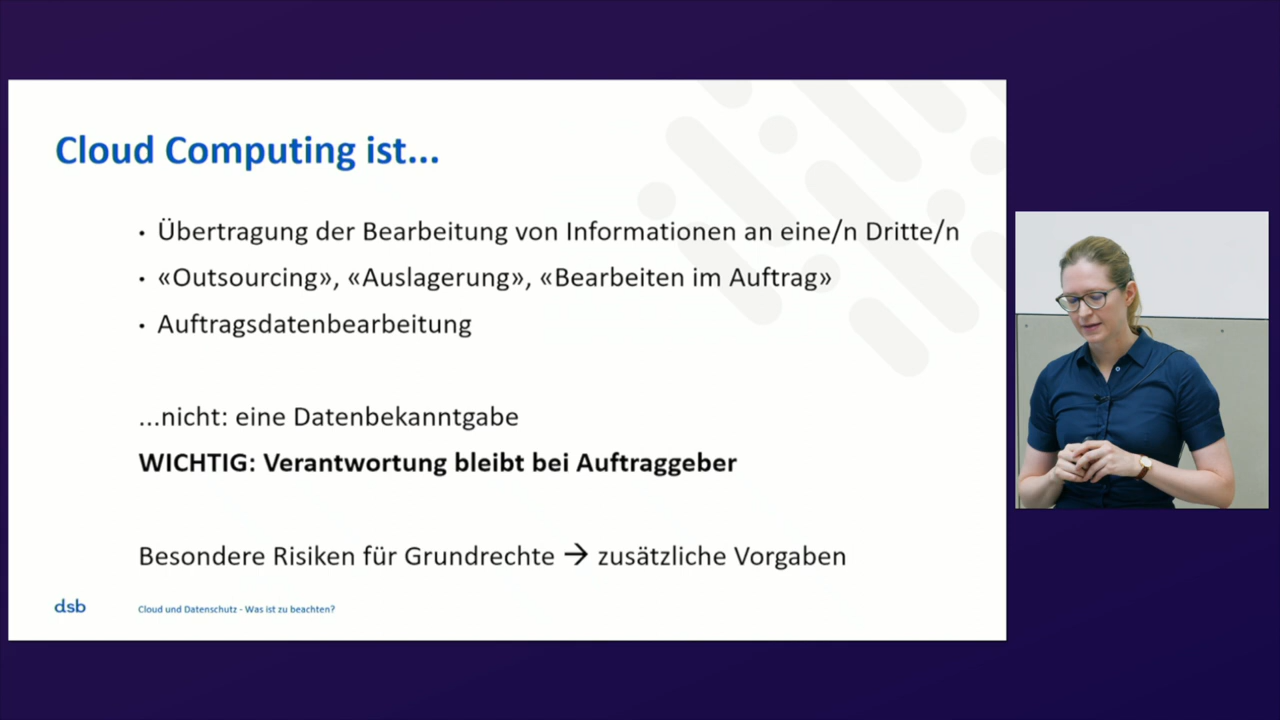 Cloud Computing ist...
• Übertragung der Bearbeitung von Informationen an eine/n Dritte/n
• «Outsourcing», «Auslagerung», «Bearbeiten im Auftrag»
• Auftragsdatenbearbeitung
...nicht: eine Datenbekanntgabe
WICHTIG: Verantwortung bleibt bei Auftraggeber
Besondere Risiken für Grundrechte → zusätzliche Vorgaben
dsb
Cloud und Datenschutz - Was ist zu beachten?